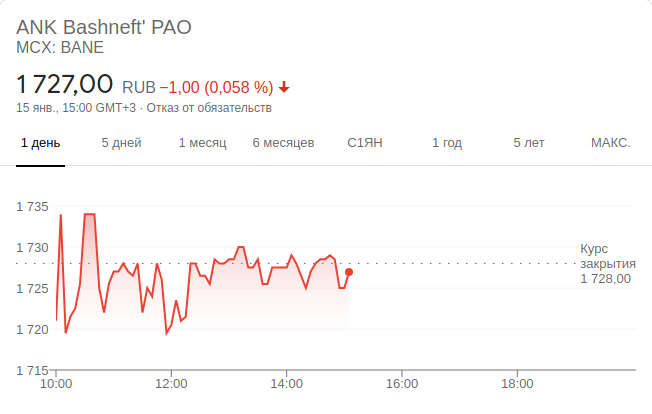 ANK Bashneft' PAO
MCX: BANE
1 727,00 RUB −1,00 (0,058 %)
15 янв., 15:00 GMT+3 · Отказ от обязательств
1 день 5 дней 1 месяц 6 месяцев С1ЯН 1 год 5 лет МАКС.
1 735
1 730
1 725
1 720
1 715
Курс
закрытия
1 728,00
10:00 12:00 14:00 16:00 18:00